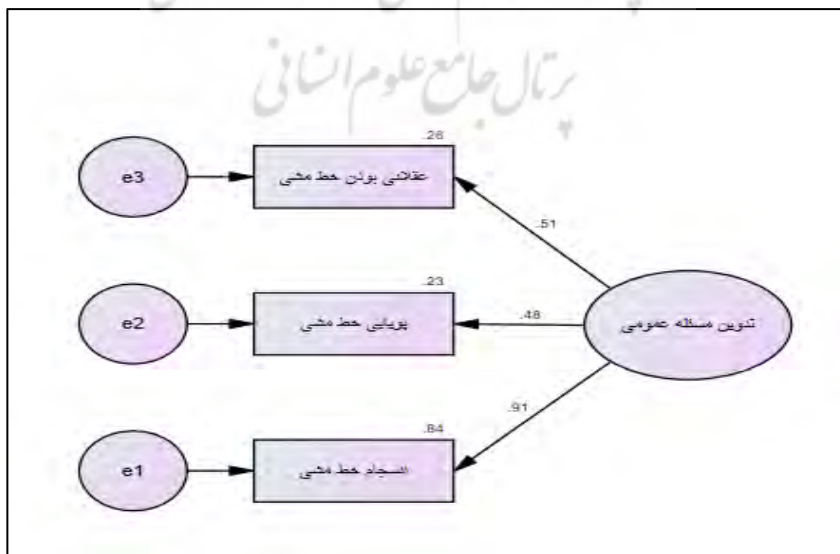 پرتال جامع علوم انسانی
.26
e3
عقلانی بودن خط مشی
.51
.23
e2
پویایی خط مشی
.48
تدوین مسئله عمومی
.91
.84
e1
انسجام خط مشی